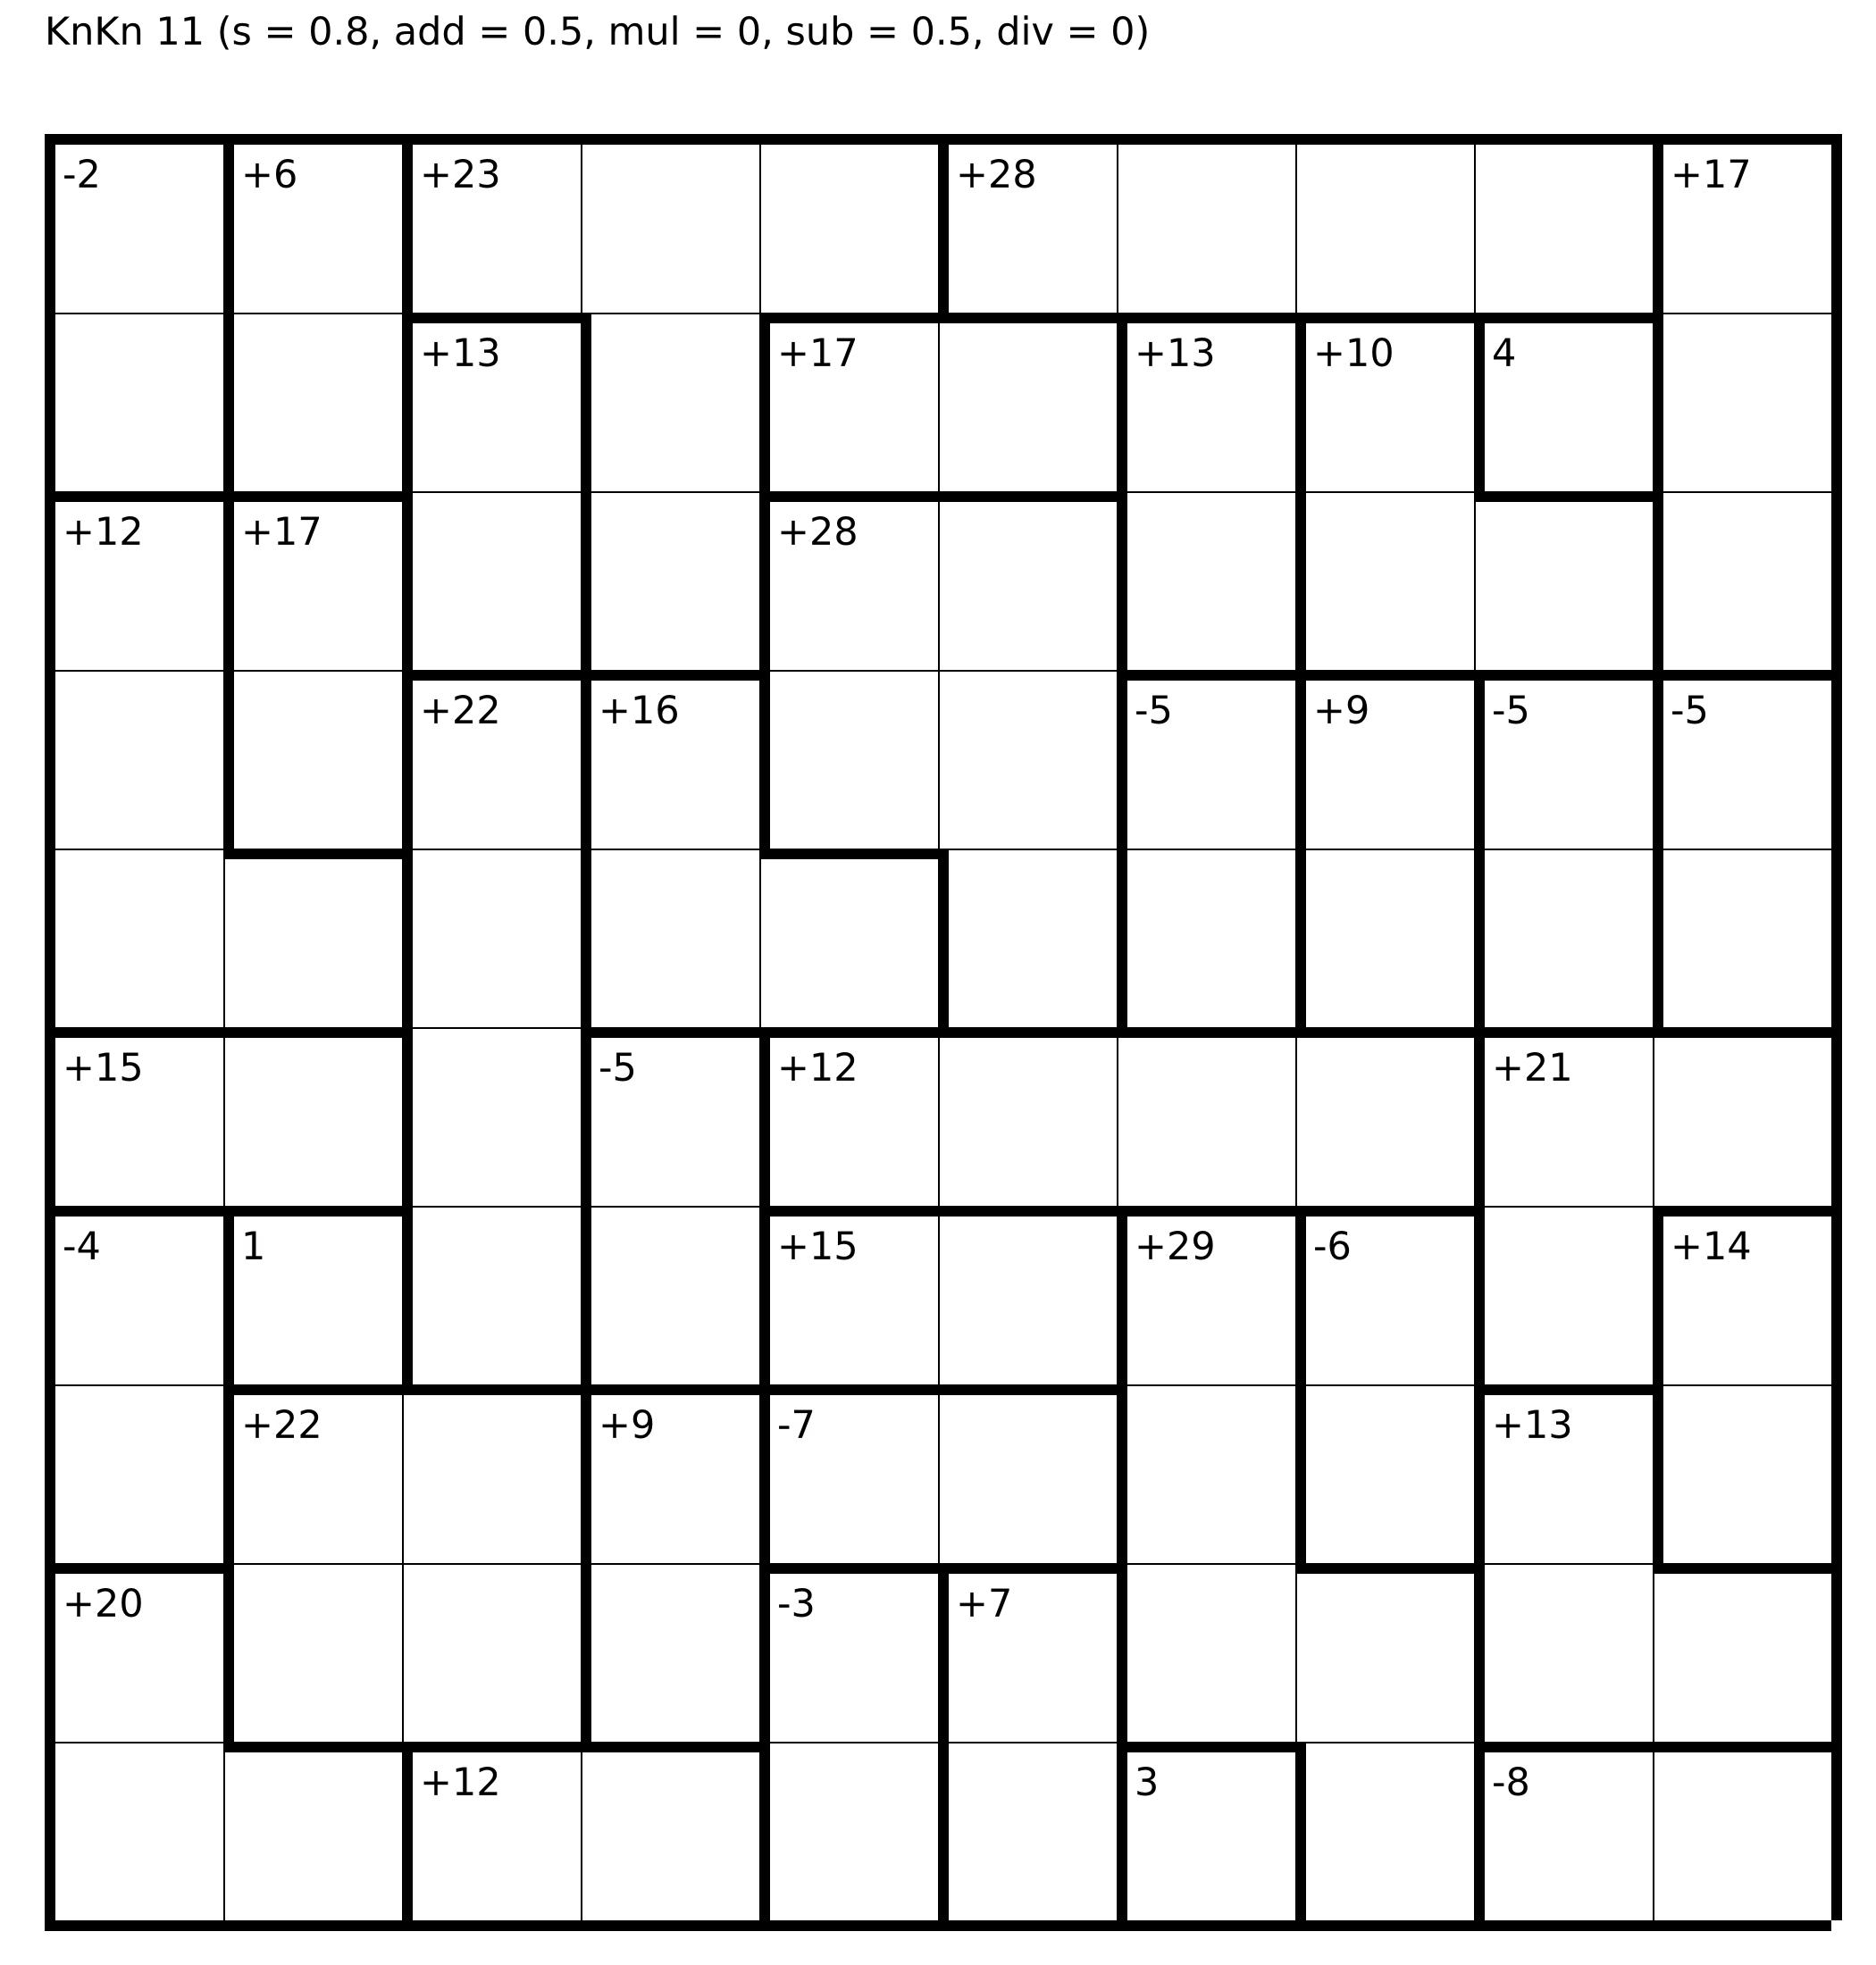 KnKn 11 (s = 0.8, add = 0.5, mul = 0, sub = 0.5, div = 0)
-2 +6 +23 +28 +17
+13 +17 +13 +10 4
+12 +17 +28
+22 +16 -5 +9 -5 -5
+15 -5 +12 +21
-4 1 +15 +29 -6 +14
+22 +9 -7 +13
+20 -3 +7
+12 3 -8